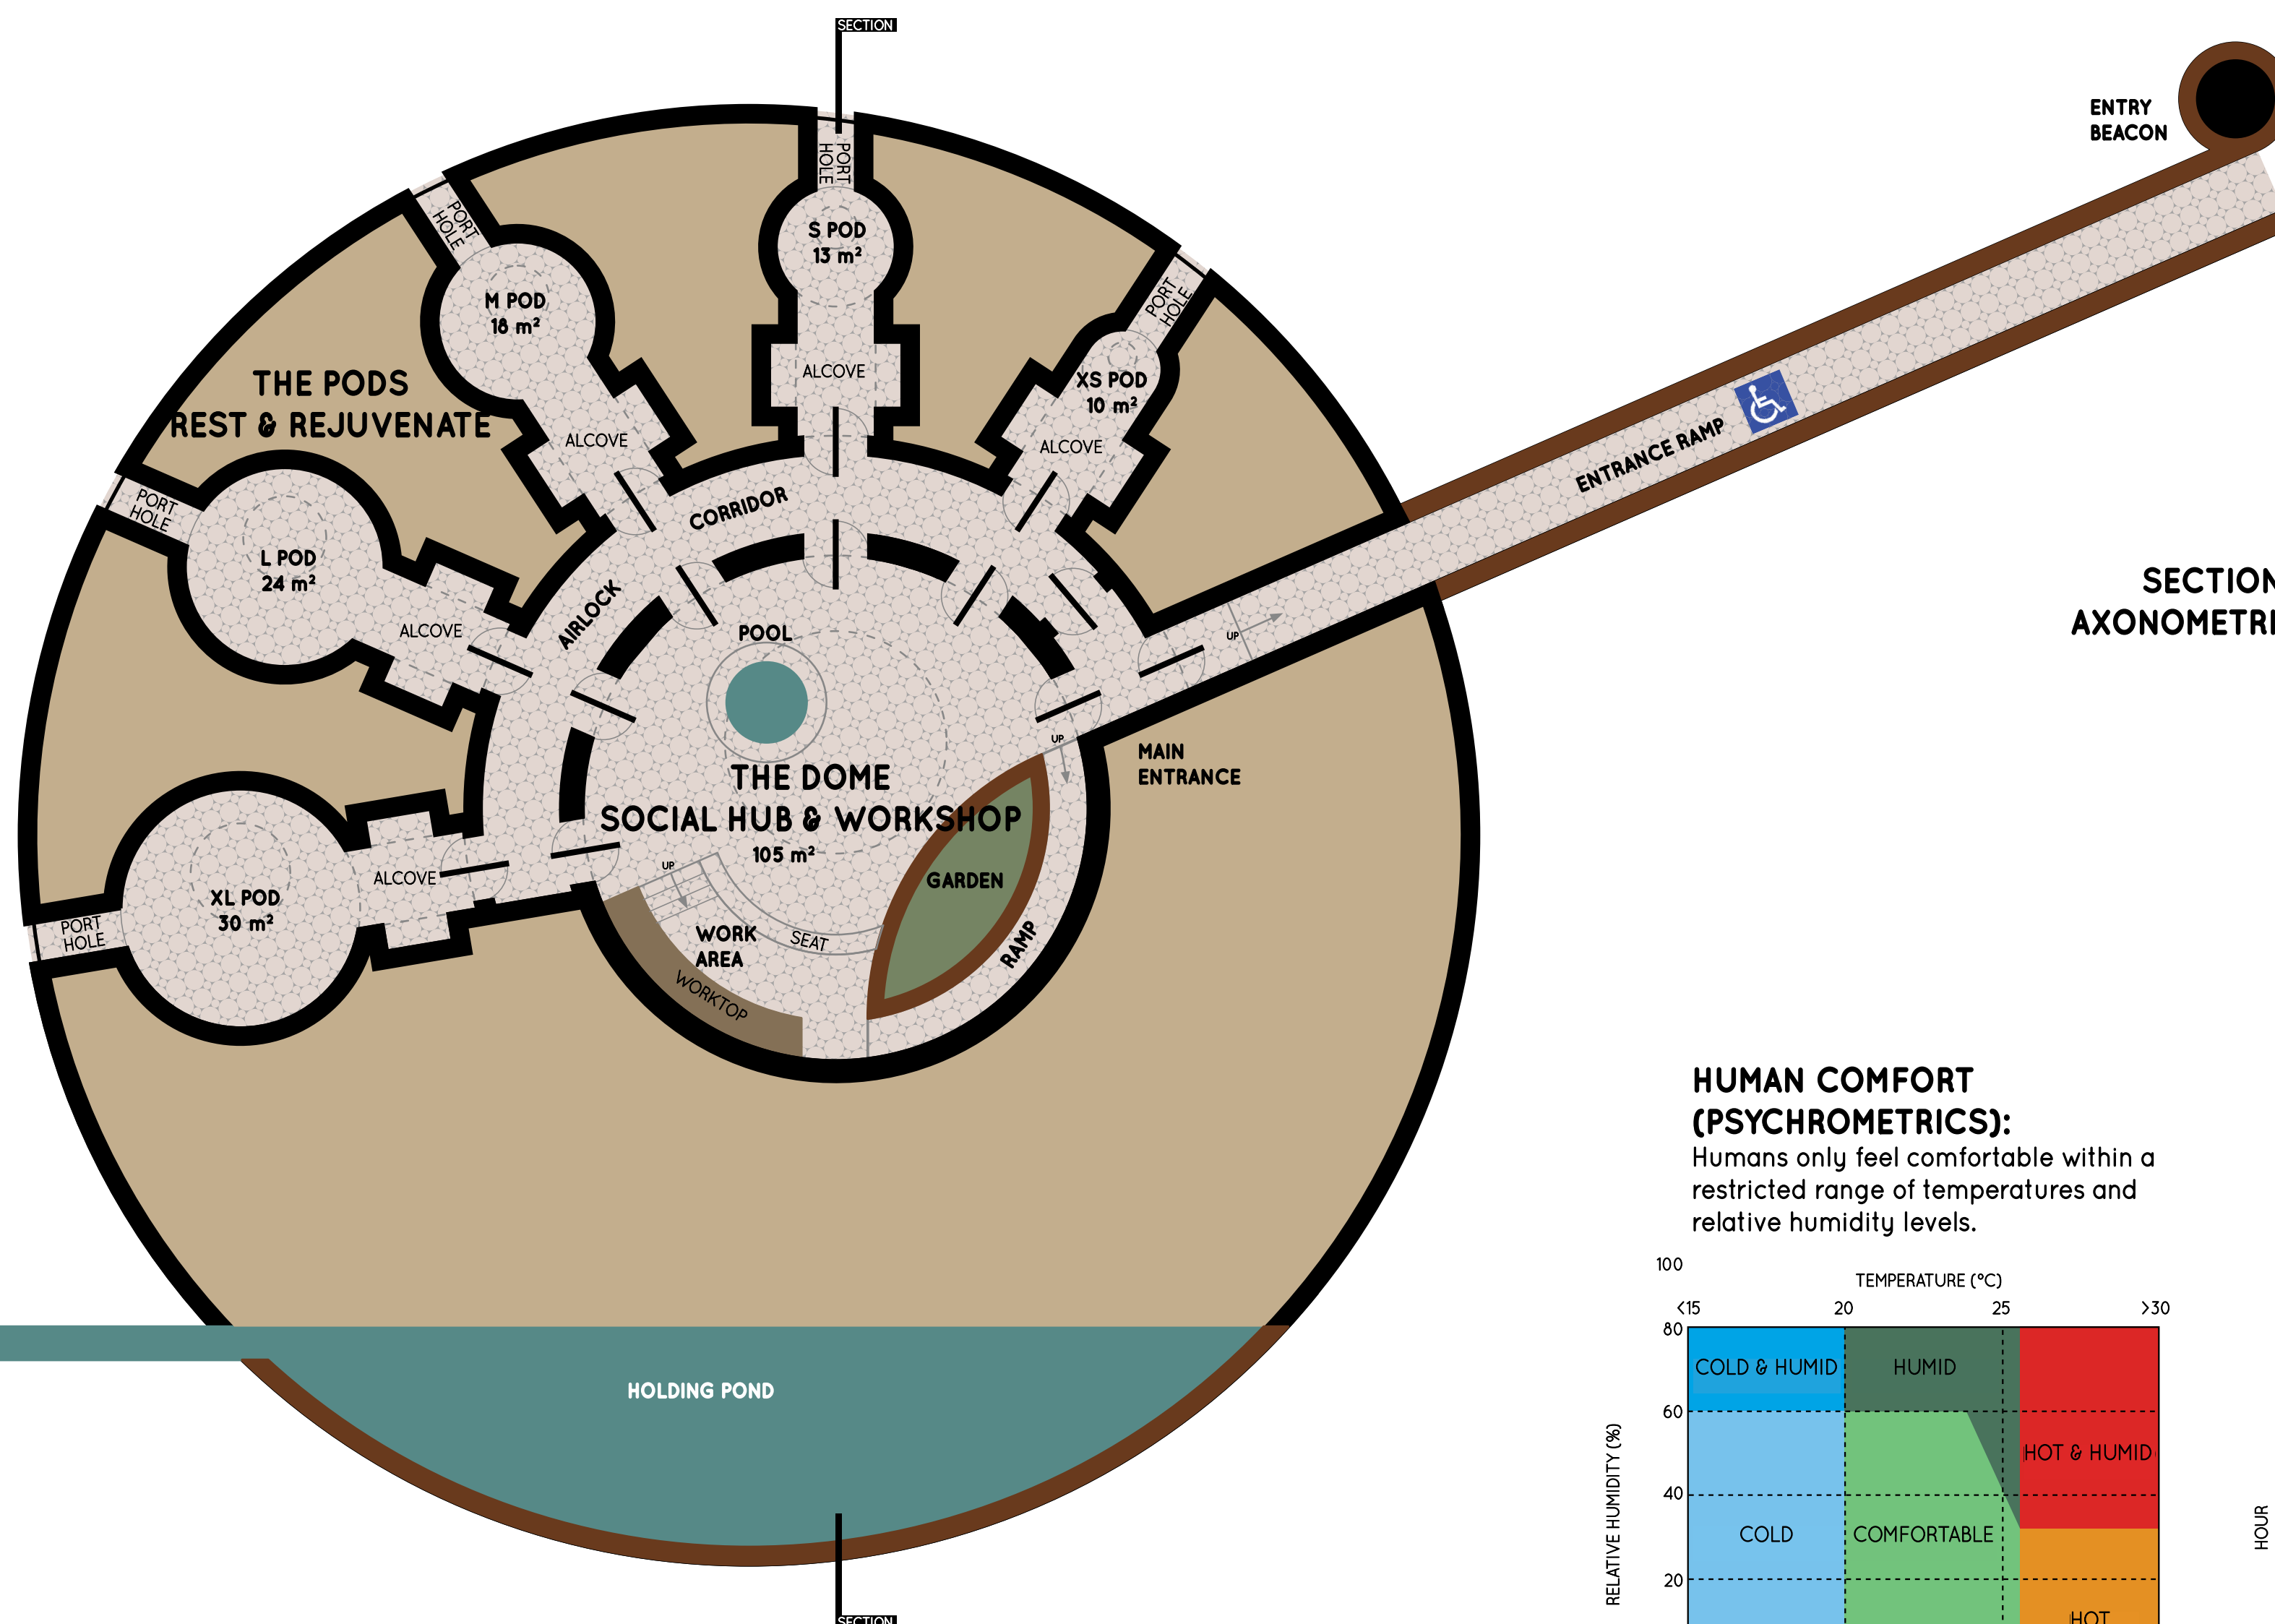 SECTION
ENTRY
BEACON
PORT
HOLE
PORT
HOLE
S POD
13 m²
PORT
HOLE
M POD
18 m²
THE PODS
REST & REJUVENATE
ALCOVE
XS POD
10 m²
ALCOVE
ALCOVE
ENTRANCE RAMP
CORRIDOR
PORT
HOLE
L POD
24 m²
AIRLOCK
ALCOVE
POOL
UP
SECTION
AXONOMETRI
UP
MAIN
ENTRANCE
THE DOME
SOCIAL HUB & WORKSHOP
105 m²
UP
GARDEN
ALCOVE
XL POD
30 m²
PORT
HOLE
WORK
AREA
SEAT
RAMP
WORKTOP
HOLDING POND
SECTION
HUMAN COMFORT
(PSYCHROMETRICS):
Humans only feel comfortable within a
restricted range of temperatures and
relative humidity levels.
100
TEMPERATURE (°C)
<15 20 25 >30
80
COLD & HUMID
HUMID
60
HOT & HUMID
RELATIVE HUMIDITY (%)
40
COLD
COMFORTABLE
20
HOT
HOUR